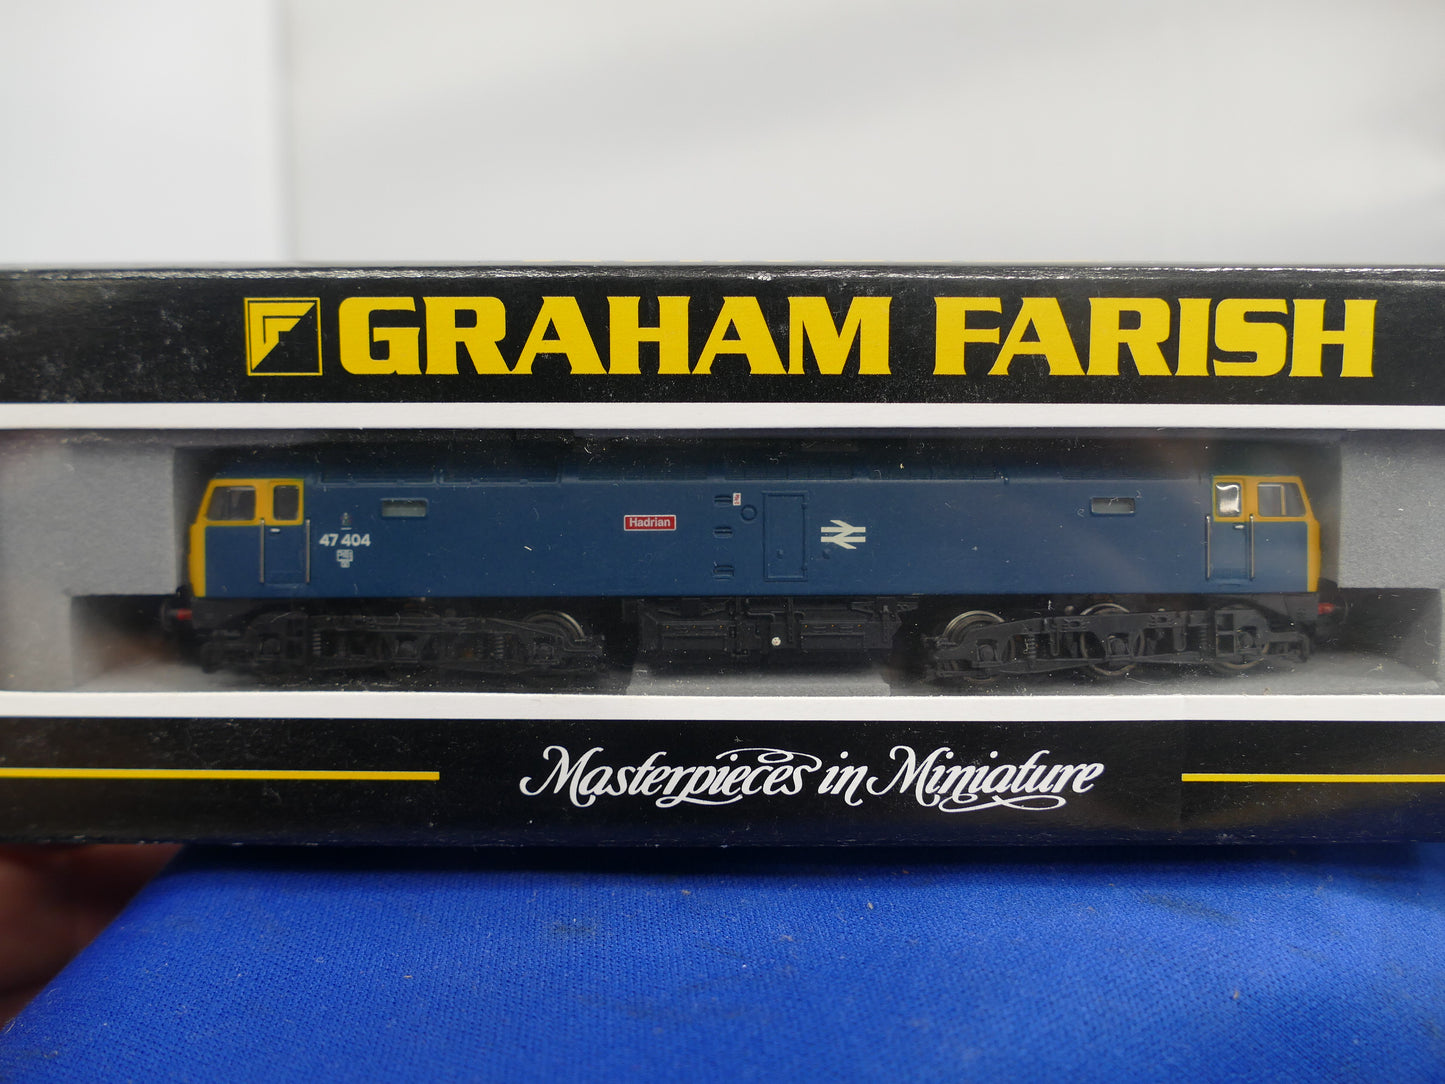 GRAHAM FARISH
Hadrian
47 404
Masterpieces in Miniature